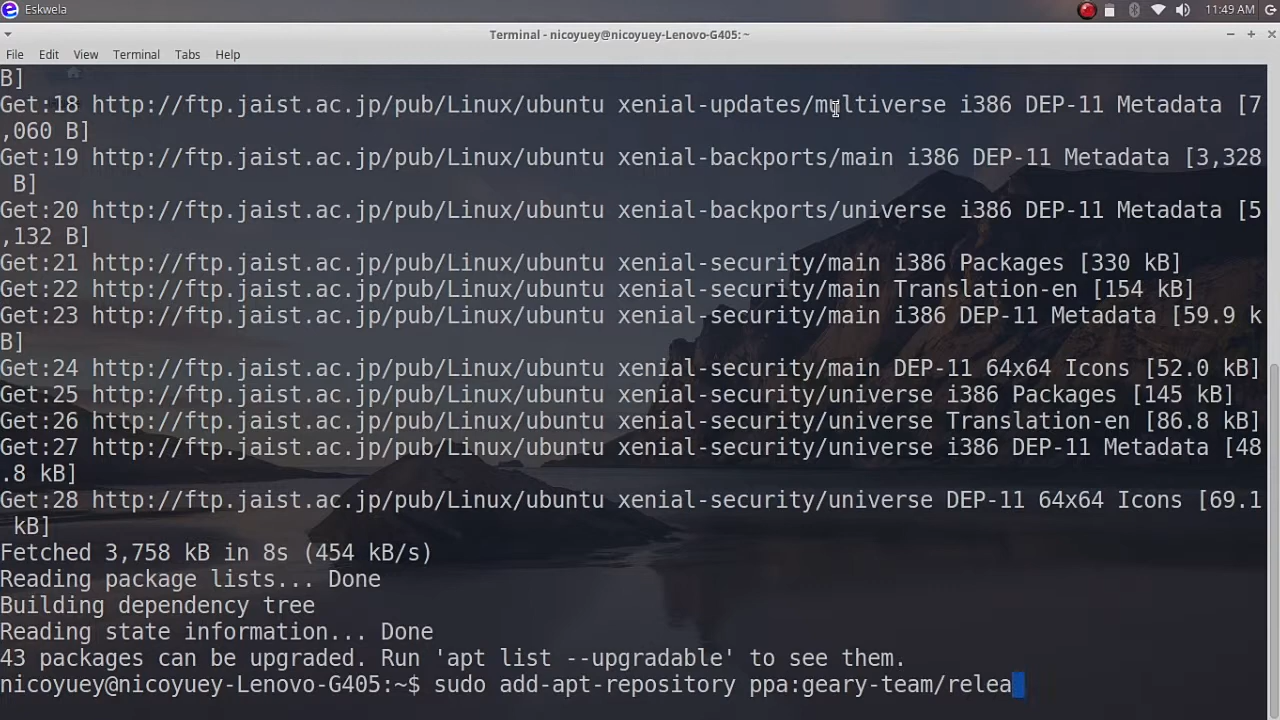 Eskwela
11:49 AM
Terminal - nicoyuey@nicoyuey-Lenovo-G405: ~
File Edit View Terminal Tabs Help
B]
Get:18 http://ftp.jaist.ac.jp/pub/Linux/ubuntu xenial-updates/multiverse i386 DEP-11 Metadata [7
,060 B]
Get:19 http://ftp.jaist.ac.jp/pub/Linux/ubuntu xenial-backports/main i386 DEP-11 Metadata [3,328
B]
Get:20 http://ftp.jaist.ac.jp/pub/Linux/ubuntu xenial-backports/universe i386 DEP-11 Metadata [5
,132 B]
Get:21 http://ftp.jaist.ac.jp/pub/Linux/ubuntu xenial-security/main i386 Packages [330 kB]
Get:22 http://ftp.jaist.ac.jp/pub/Linux/ubuntu xenial-security/main Translation-en [154 kB]
Get:23 http://ftp.jaist.ac.jp/pub/Linux/ubuntu xenial-security/main i386 DEP-11 Metadata [59.9 k
B]
Get:24 http://ftp.jaist.ac.jp/pub/Linux/ubuntu xenial-security/main DEP-11 64x64 Icons [52.0 kB]
Get:25 http://ftp.jaist.ac.jp/pub/Linux/ubuntu xenial-security/universe i386 Packages [145 kB]
Get:26 http://ftp.jaist.ac.jp/pub/Linux/ubuntu xenial-security/universe Translation-en [86.8 kB]
Get:27 http://ftp.jaist.ac.jp/pub/Linux/ubuntu xenial-security/universe i386 DEP-11 Metadata [48
.8 kB]
Get:28 http://ftp.jaist.ac.jp/pub/Linux/ubuntu xenial-security/universe DEP-11 64x64 Icons [69.1
kB]
Fetched 3,758 kB in 8s (454 kB/s)
Reading package lists... Done
Building dependency tree
Reading state information... Done
43 packages can be upgraded. Run 'apt list --upgradable' to see them.
nicoyuey@nicoyuey-Lenovo-G405:~$ sudo add-apt-repository ppa:geary-team/relea